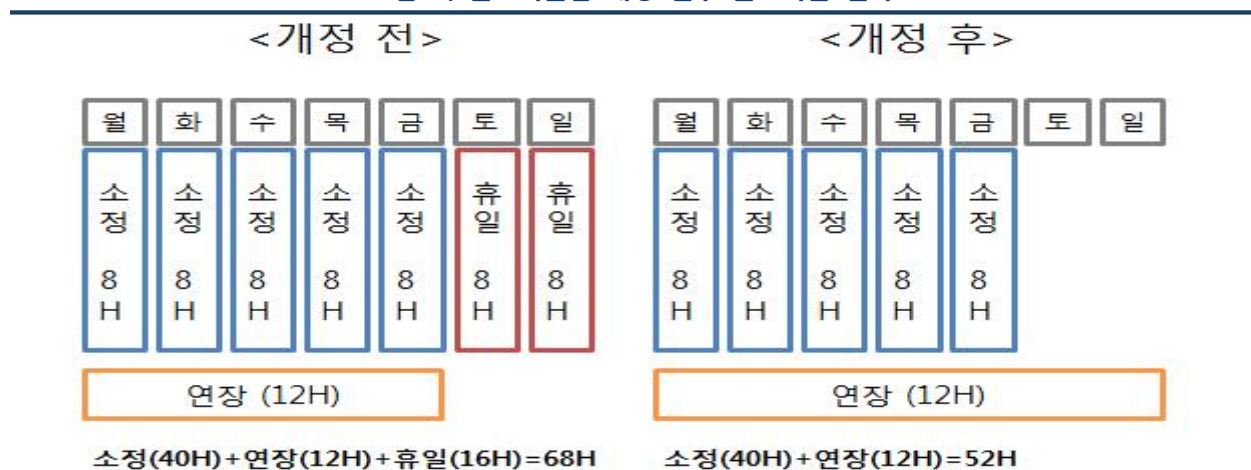 <개정 전>
월 화 수 목 금 토 일
소정 8H 소정 8H 소정 8H 소정 8H 소정 8H 휴일 8H 휴일 8H
연장 (12H)
소정(40H)+연장(12H)+휴일(16H)=68H
<개정 후>
월 화 수 목 금 토 일
소정 8H 소정 8H 소정 8H 소정 8H 소정 8H
연장 (12H)
소정(40H)+연장(12H)=52H